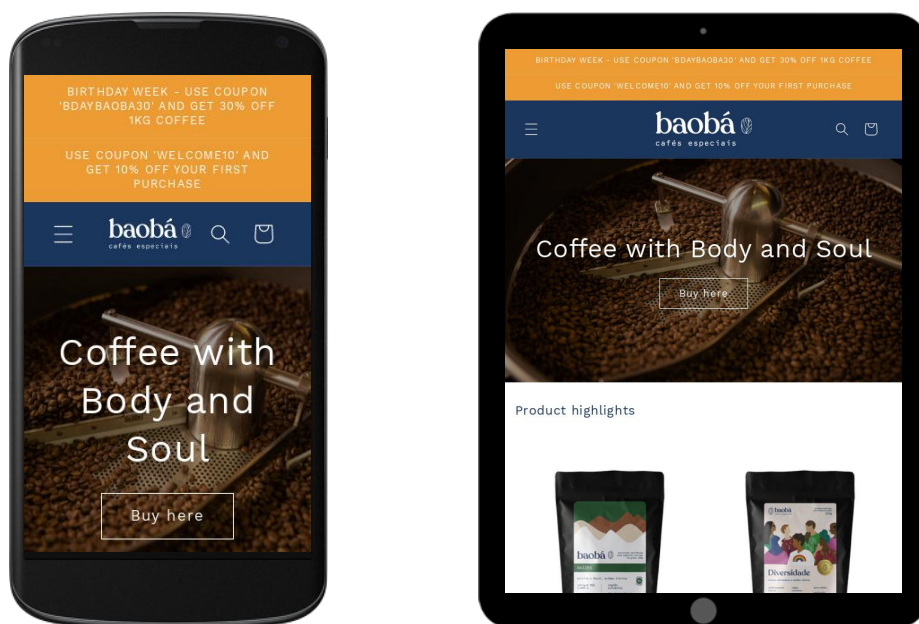 BIRTHDAY WEEK - USE COUPON
'BDAYBAOBA30' AND GET 30% OFF
1KG COFFEE
USE COUPON 'WELCOME10' AND
GET 10% OFF YOUR FIRST
PURCHASE
baobá
cafés especiais
Coffee with
Body and
Soul
Buy here
BIRTHDAY WEEK - USE COUPON 'BDAYBAOBA30' AND GET 30% OFF 1KG COFFEE
USE COUPON 'WELCOME10' AND GET 10% OFF YOUR FIRST PURCHASE
baobá
cafés especiais
Coffee with Body and Soul
Buy here
Product highlights
baobá
baobá
Diversidade